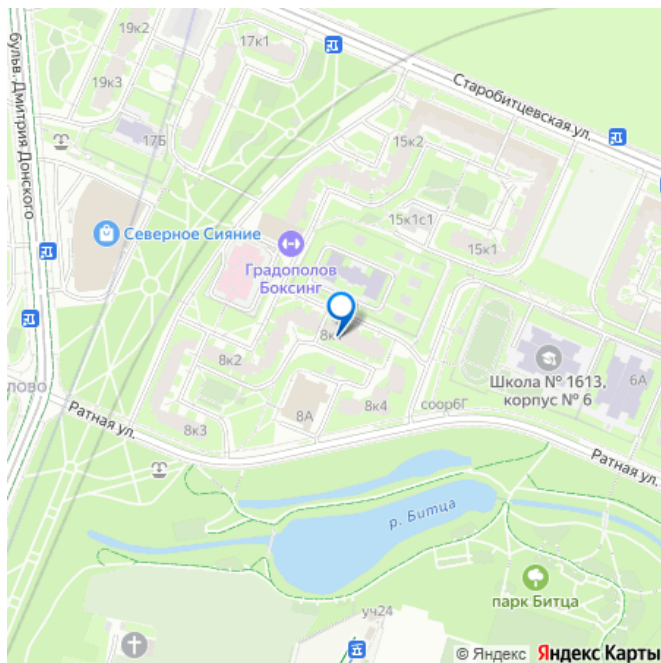 19к2
17к1
19к3
17Б
бульв. Дмитрия Донского
Старобитцевская ул.
15к2
15к1с1
15к1
Северное Сияние
Градополов
Боксинг
8к2
Школа № 1613,
корпус № 6
6А
8А
8к4
соор6Г
8к3
Ратная ул.
Ратная ул.
р. Битца
парк Битца
уч24
© Яндекс Яндекс Карты